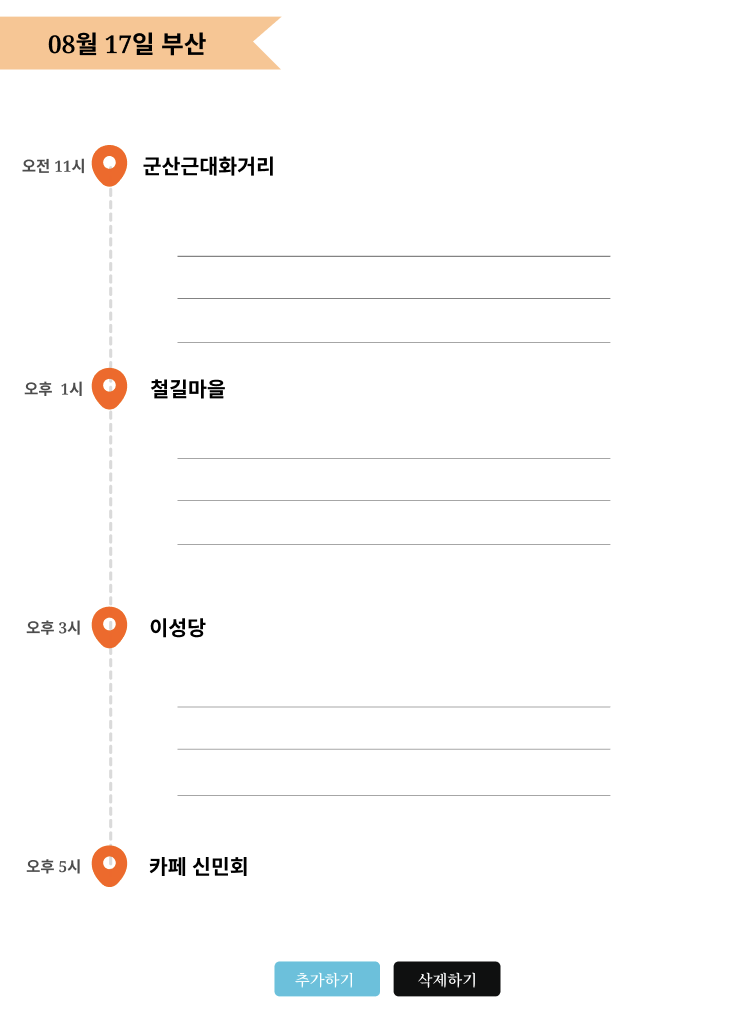 08월 17일 부산
오전 11시 군산근대화거리
오후 1시 철길마을
오후 3시 이성당
오후 5시 카페 신민회
추가하기 삭제하기